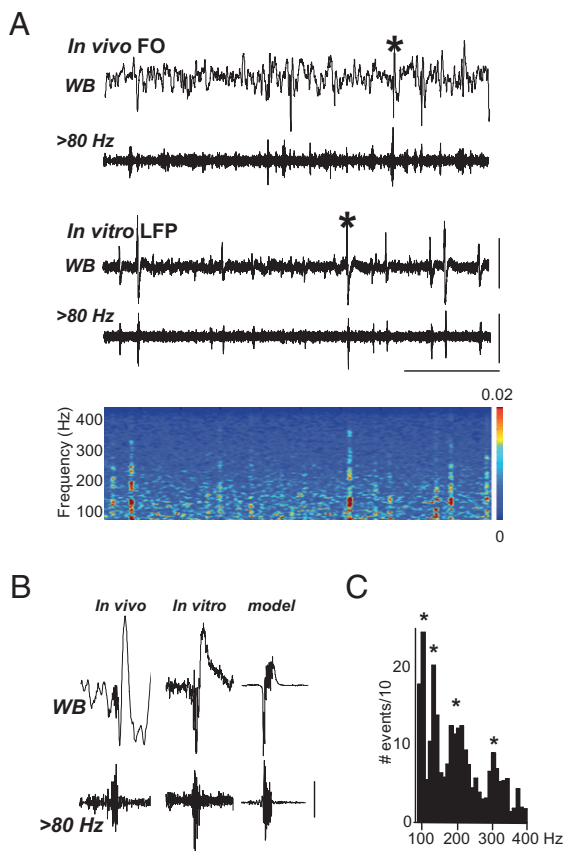 A
In vivo FO
*
WB
>80 Hz
In vitro LFP
*
WB
>80 Hz
0.02
Frequency (Hz)
400
300
200
100
0
B
In vivo
In vitro
model
WB
>80 Hz
C
# events/10
20
10
0
*
*
*
*
100
200
300
400 Hz